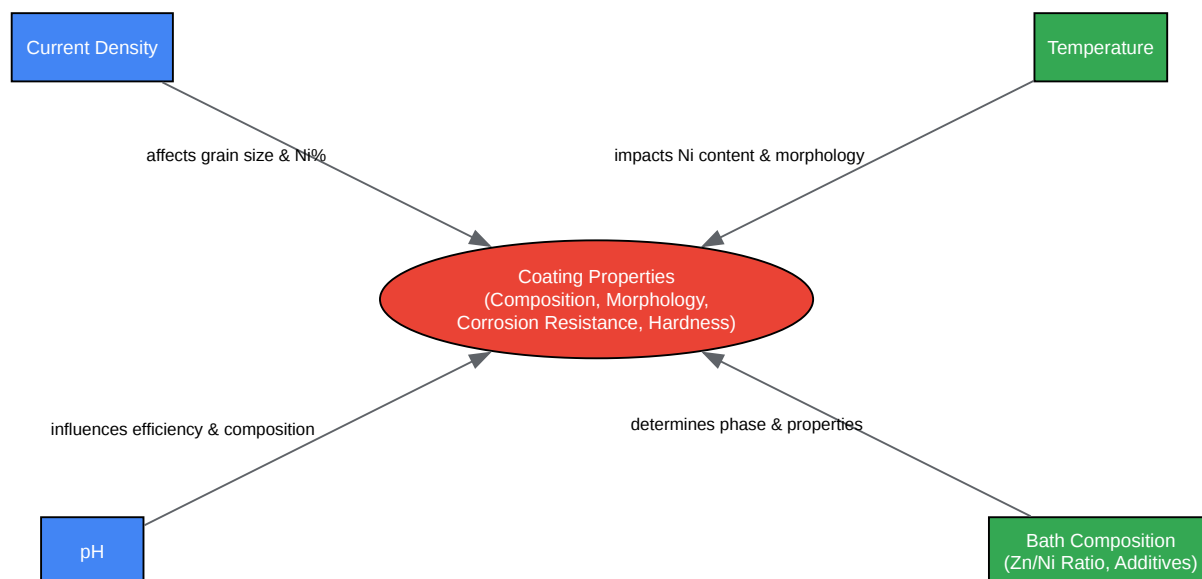 Current Density
Temperature
affects grain size & Ni%
impacts Ni content & morphology
Coating Properties
(Composition, Morphology,
Corrosion Resistance, Hardness)
influences efficiency & composition
determines phase & properties
pH
Bath Composition
(Zn/Ni Ratio, Additives)